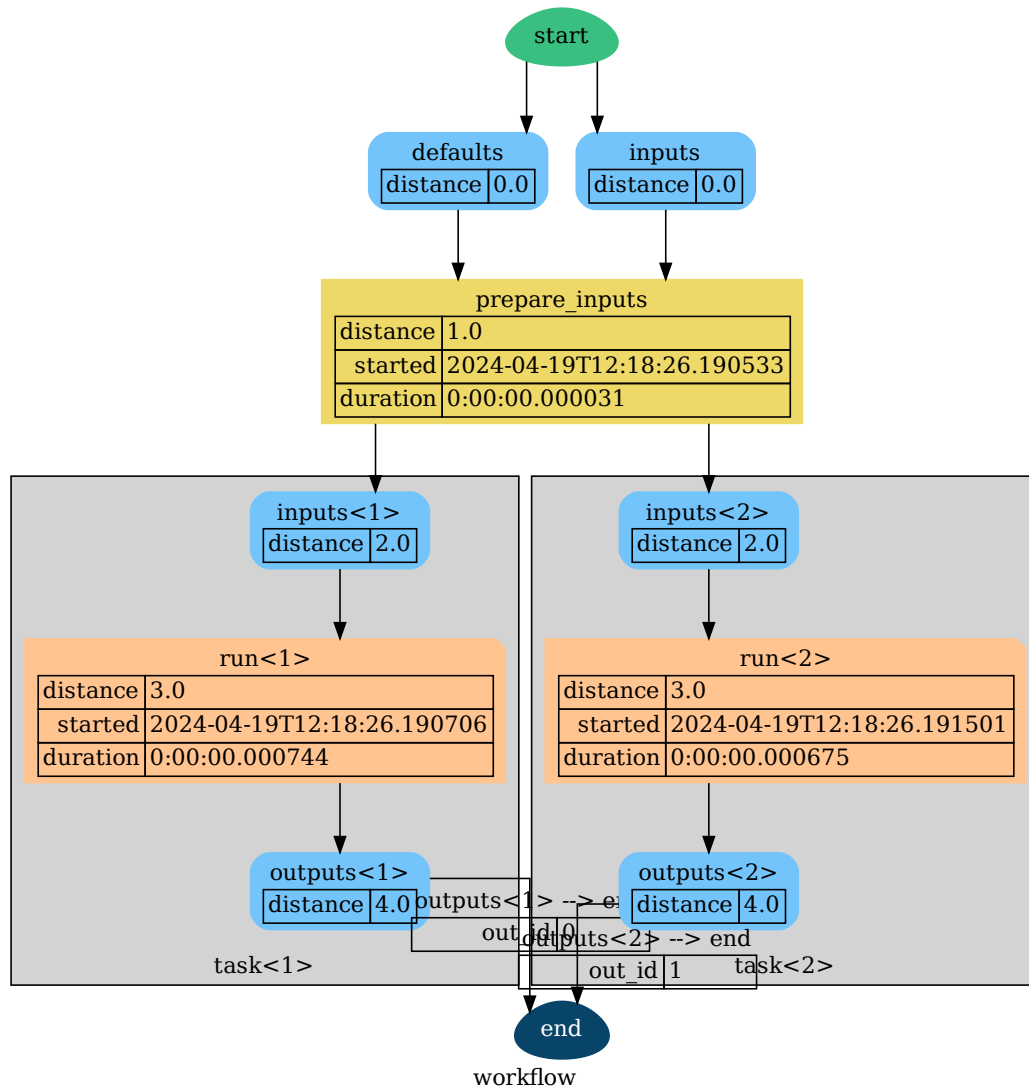 start
defaults
distance 0.0
inputs
distance 0.0
prepare_inputs
distance 1.0
started 2024-04-19T12:18:26.190533
duration 0:00:00.000031
inputs<1>
distance 2.0
run<1>
distance 3.0
started 2024-04-19T12:18:26.190706
duration 0:00:00.000744
outputs<1>
distance 4.0
task<1>
inputs<2>
distance 2.0
run<2>
distance 3.0
started 2024-04-19T12:18:26.191501
duration 0:00:00.000675
outputs<2>
distance 4.0
task<2>
outputs<1> --> e
out_id 0
outputs<2> --> end
out_id 1
end
workflow